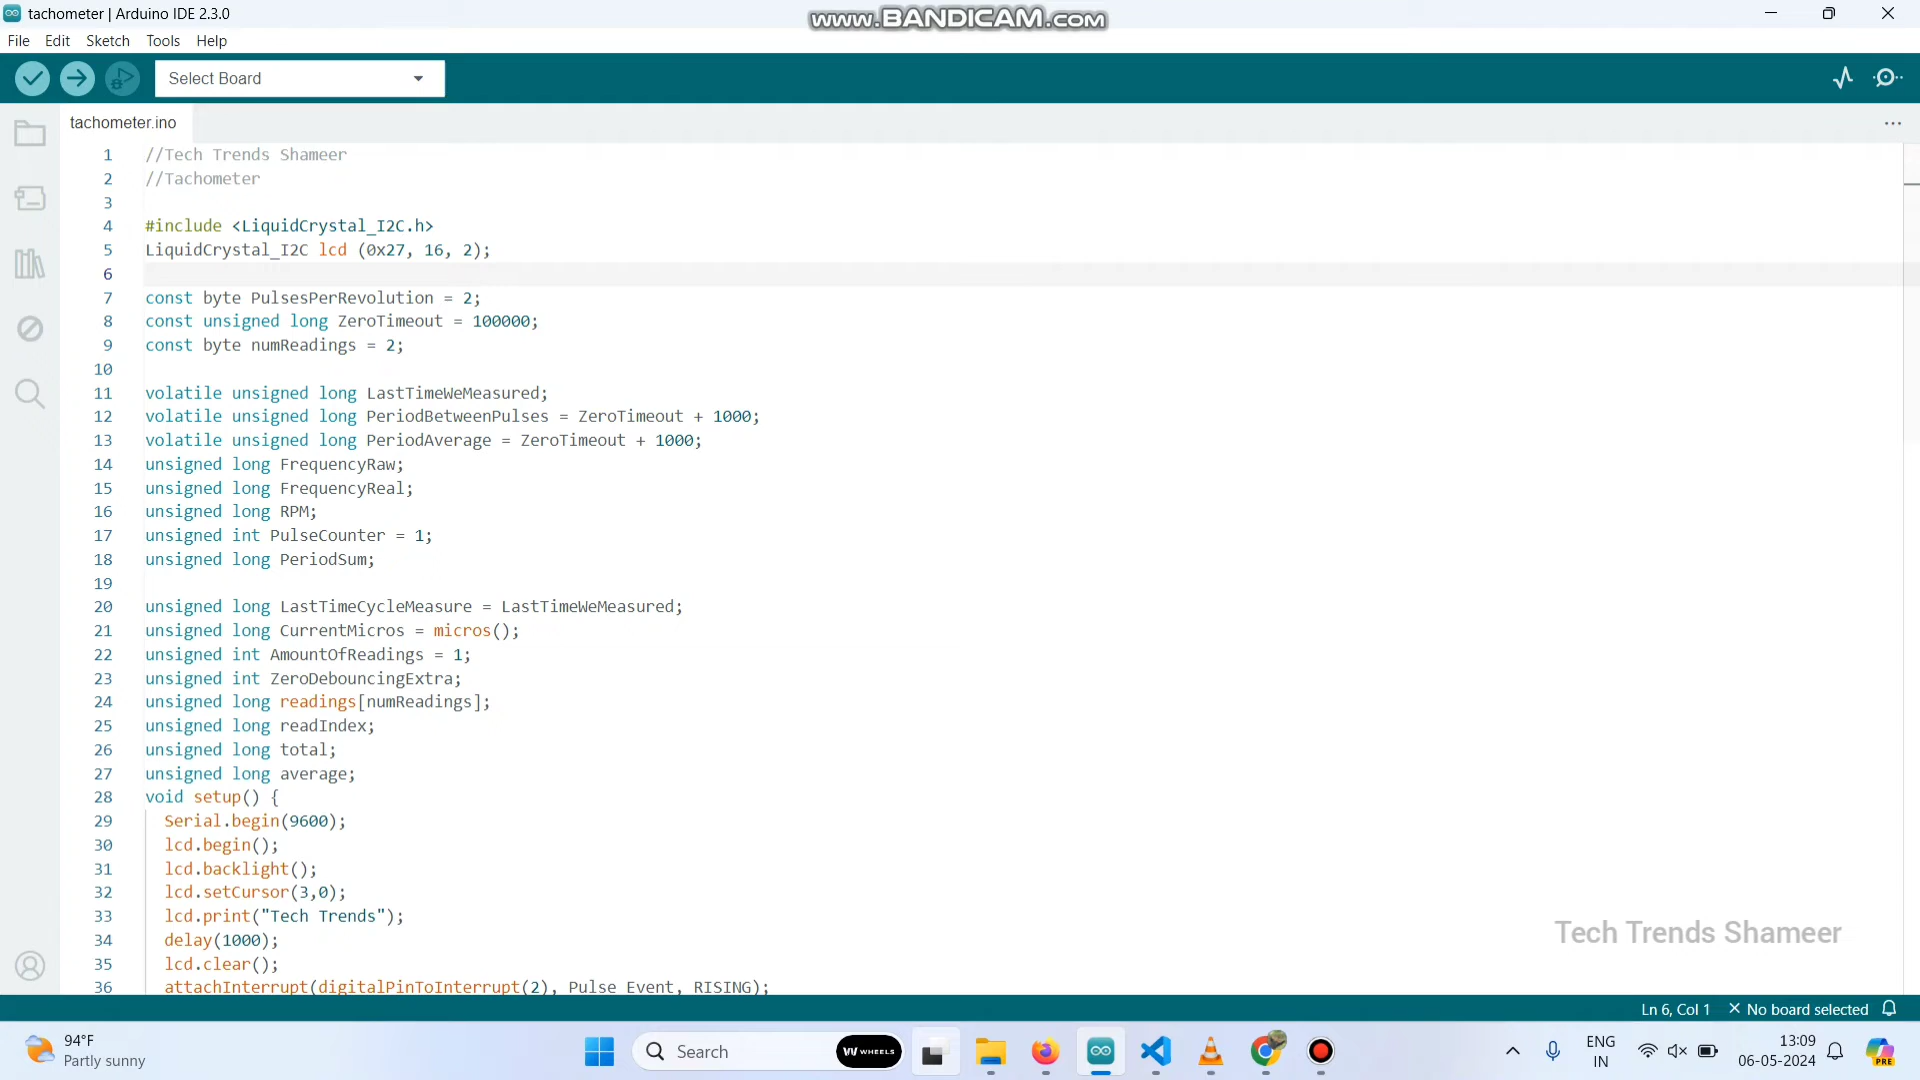 tachometer | Arduino IDE 2.3.0
www.BANDICAM.COM
File Edit Sketch Tools Help
Select Board
tachometer.ino
1 //Tech Trends Shameer
2 //Tachometer
3
4 #include <LiquidCrystal_I2C.h>
5 LiquidCrystal_I2C lcd (0x27, 16, 2);
6
7 const byte PulsesPerRevolution = 2;
8 const unsigned long ZeroTimeout = 100000;
9 const byte numReadings = 2;
10
11 volatile unsigned long LastTimeWeMeasured;
12 volatile unsigned long PeriodBetweenPulses = ZeroTimeout + 1000;
13 volatile unsigned long PeriodAverage = ZeroTimeout + 1000;
14 unsigned long FrequencyRaw;
15 unsigned long FrequencyReal;
16 unsigned long RPM;
17 unsigned int PulseCounter = 1;
18 unsigned long PeriodSum;
19
20 unsigned long LastTimeCycleMeasure = LastTimeWeMeasured;
21 unsigned long CurrentMicros = micros();
22 unsigned int AmountOfReadings = 1;
23 unsigned int ZeroDebouncingExtra;
24 unsigned long readings[numReadings];
25 unsigned long readIndex;
26 unsigned long total;
27 unsigned long average;
28 void setup() {
29 Serial.begin(9600);
30 lcd.begin();
31 lcd.backlight();
32 lcd.setCursor(3,0);
33 lcd.print("Tech Trends");
34 delay(1000);
35 lcd.clear();
36 attachInterrupt(digitalPinToInterrupt(2), Pulse_Event, RISING);
Tech Trends Shameer
Ln 6, Col 1 × No board selected
94°F
Partly sunny
Search
WHEELS
ENG
IN
13:09
06-05-2024
PRE